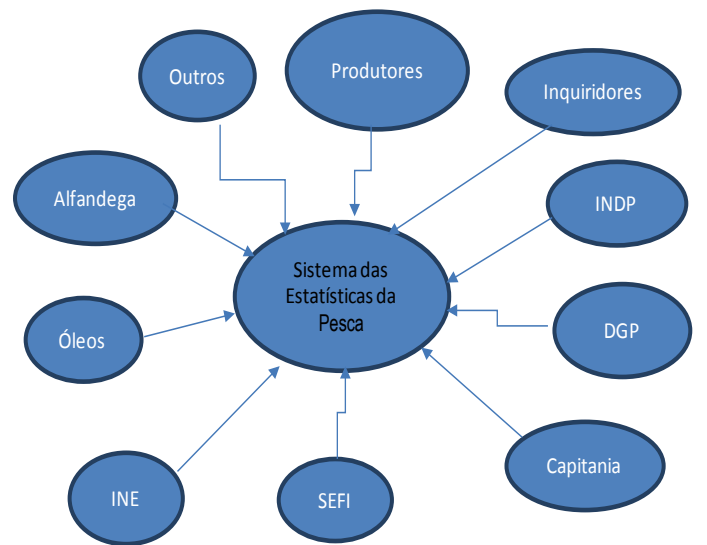 Outros
Produtores
Inquiridores
Alfandega
INDP
Sistema das
Estatísticas da
Pesca
Óleos
DGP
INE
SEFI
Capitania